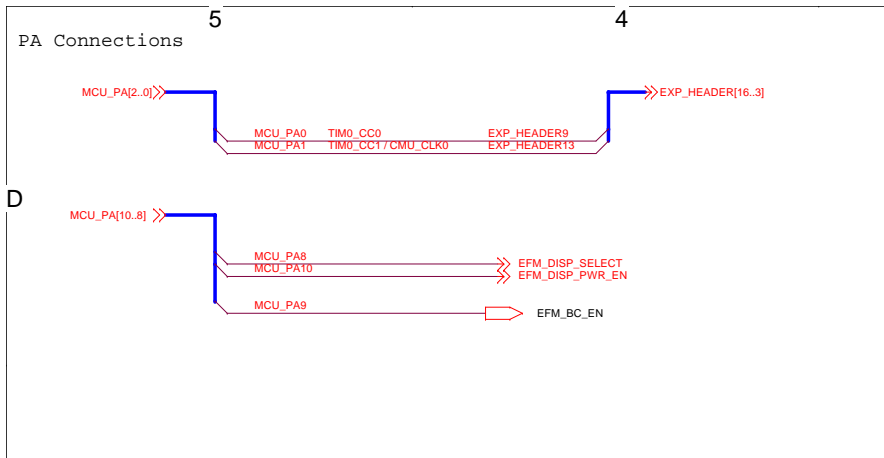 5 4
PA Connections
MCU_PA[2..0] EXP_HEADER[16..3]
MCU_PA0 TIM0_CC0 EXP_HEADER9
MCU_PA1 TIM0_CC1 / CMU_CLK0 EXP_HEADER13
D
MCU_PA[10..8]
MCU_PA8 EFM_DISP_SELECT
MCU_PA10 EFM_DISP_PWR_EN
MCU_PA9 EFM_BC_EN